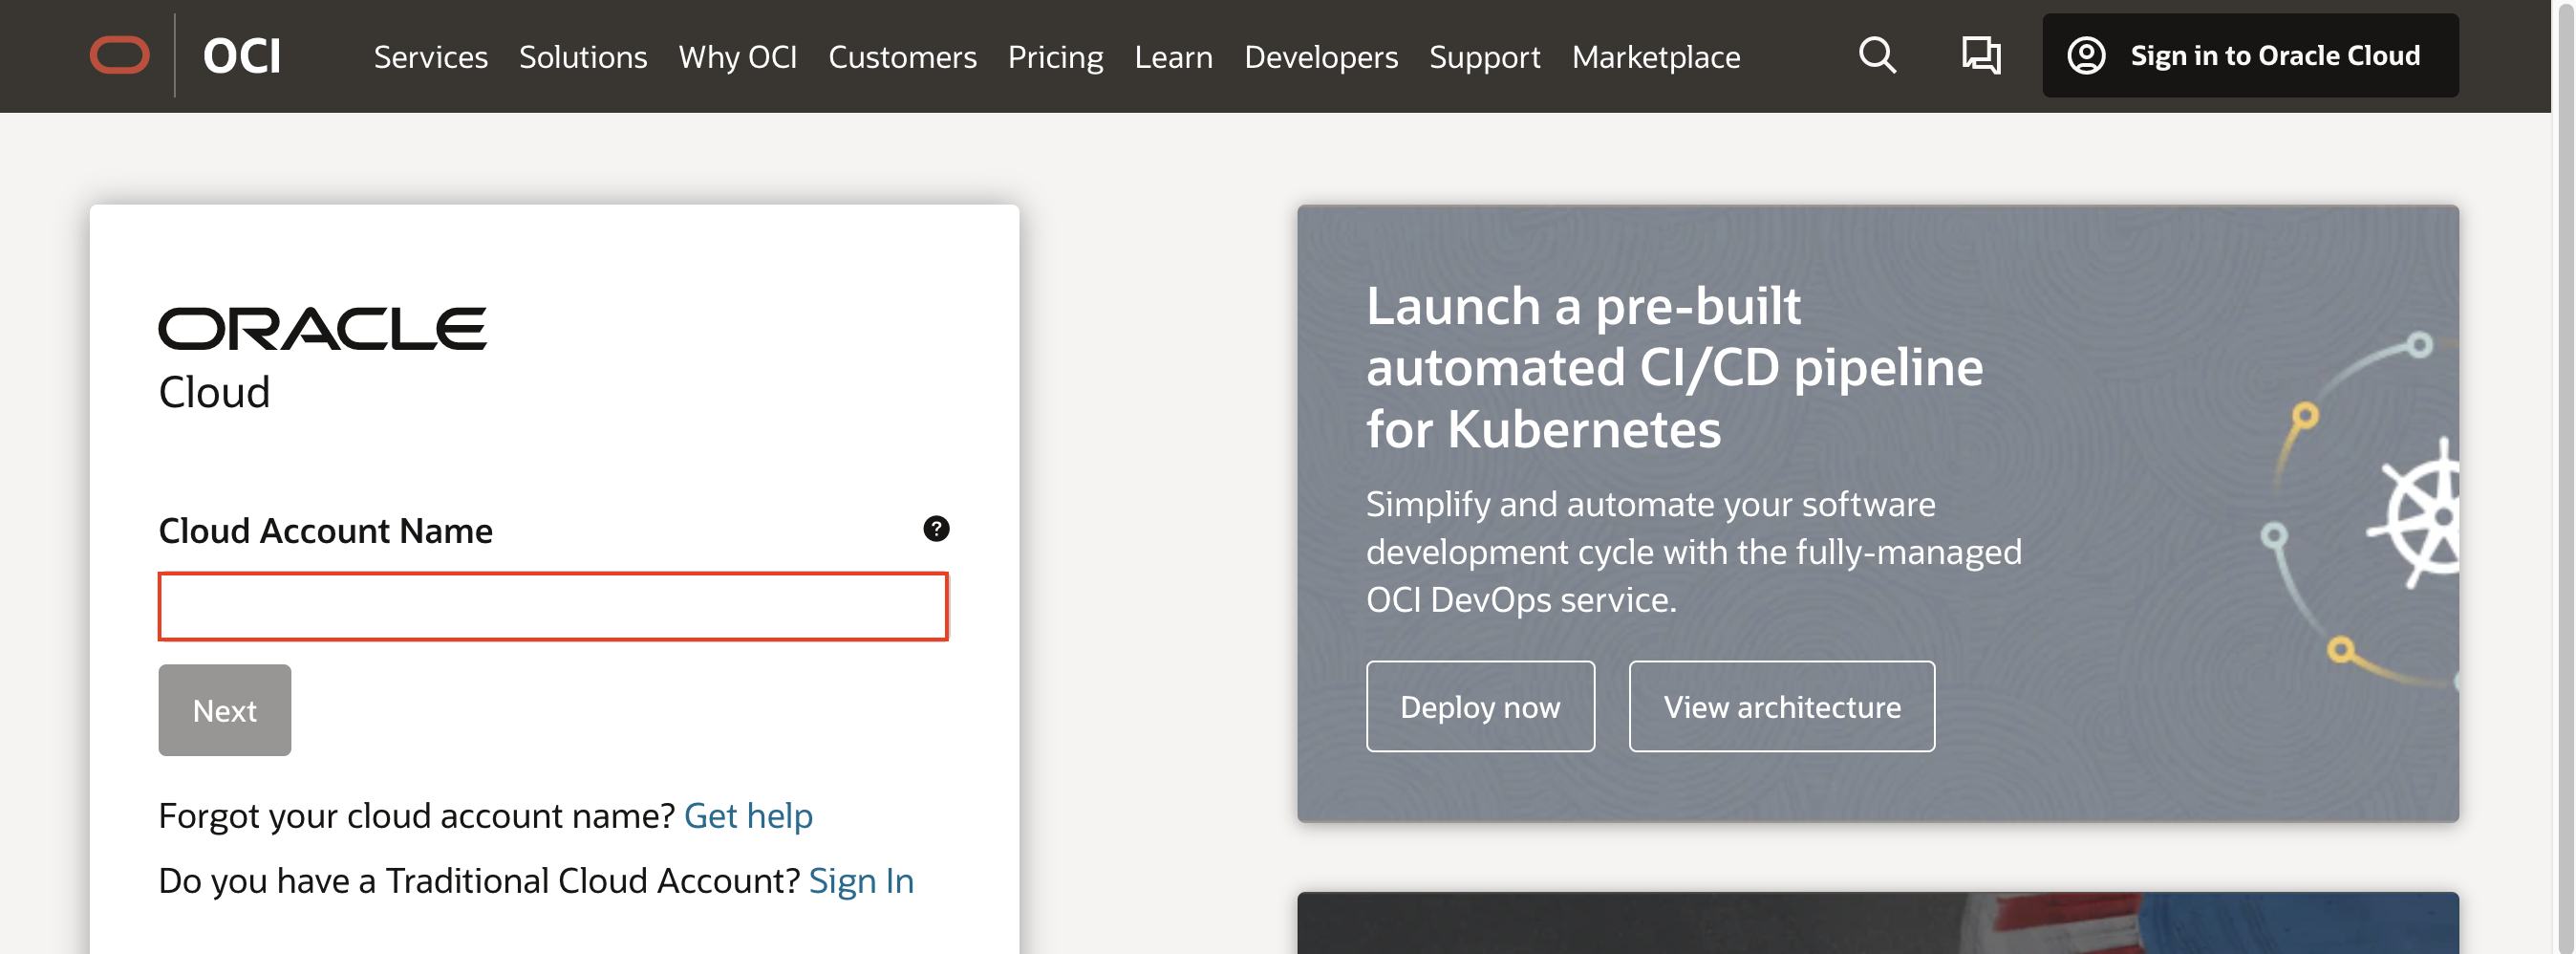 OCI
Services
Solutions
Why OCI
Customers
Pricing
Learn
Developers
Support
Marketplace
Sign in to Oracle Cloud
ORACLE
Cloud
Cloud Account Name
?
Next
Forgot your cloud account name? Get help
Do you have a Traditional Cloud Account? Sign In
Launch a pre-built
automated CI/CD pipeline
for Kubernetes
Simplify and automate your software
development cycle with the fully-managed
OCI DevOps service.
Deploy now
View architecture